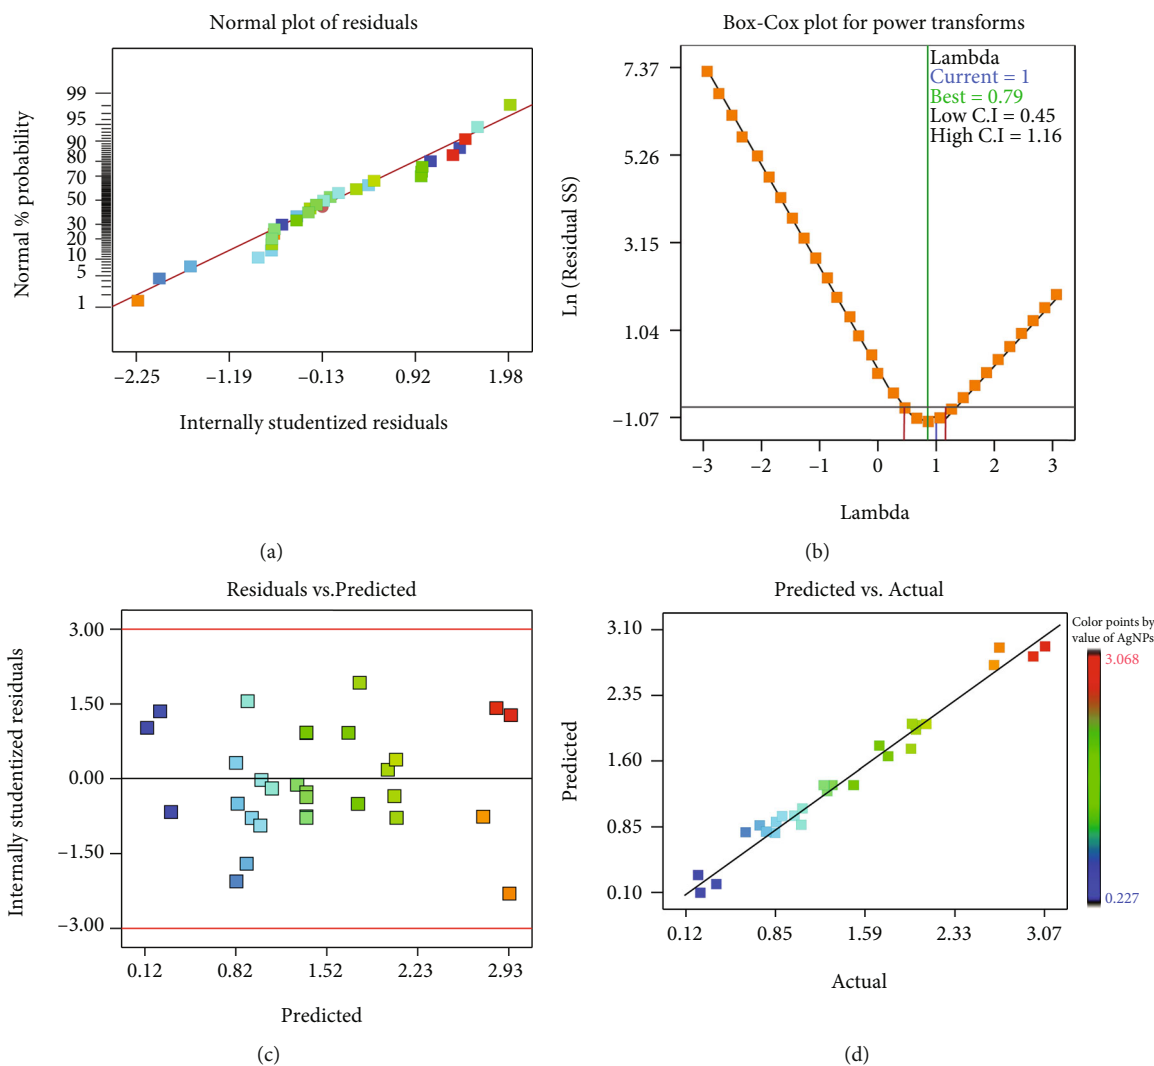 Normal plot of residuals
Normal % probability
99
95
90
80
70
50
30
20
10
5
1
−2.25
−1.19
−0.13
0.92
1.98
Internally studentized residuals
(a)
Box-Cox plot for power transforms
Lambda
Current = 1
Best = 0.79
Low C.I = 0.45
High C.I = 1.16
Ln (Residual SS)
7.37
5.26
3.15
1.04
−1.07
−3
−2
−1
0
1
2
3
Lambda
(b)
Residuals vs.Predicted
Internally studentized residuals
3.00
1.50
0.00
−1.50
−3.00
0.12
0.82
1.52
2.23
2.93
Predicted
(c)
Predicted vs. Actual
Predicted
3.10
2.35
1.60
0.85
0.10
0.12
0.85
1.59
2.33
3.07
Actual
Color points by
value of AgNPs
3.068
0.227
(d)